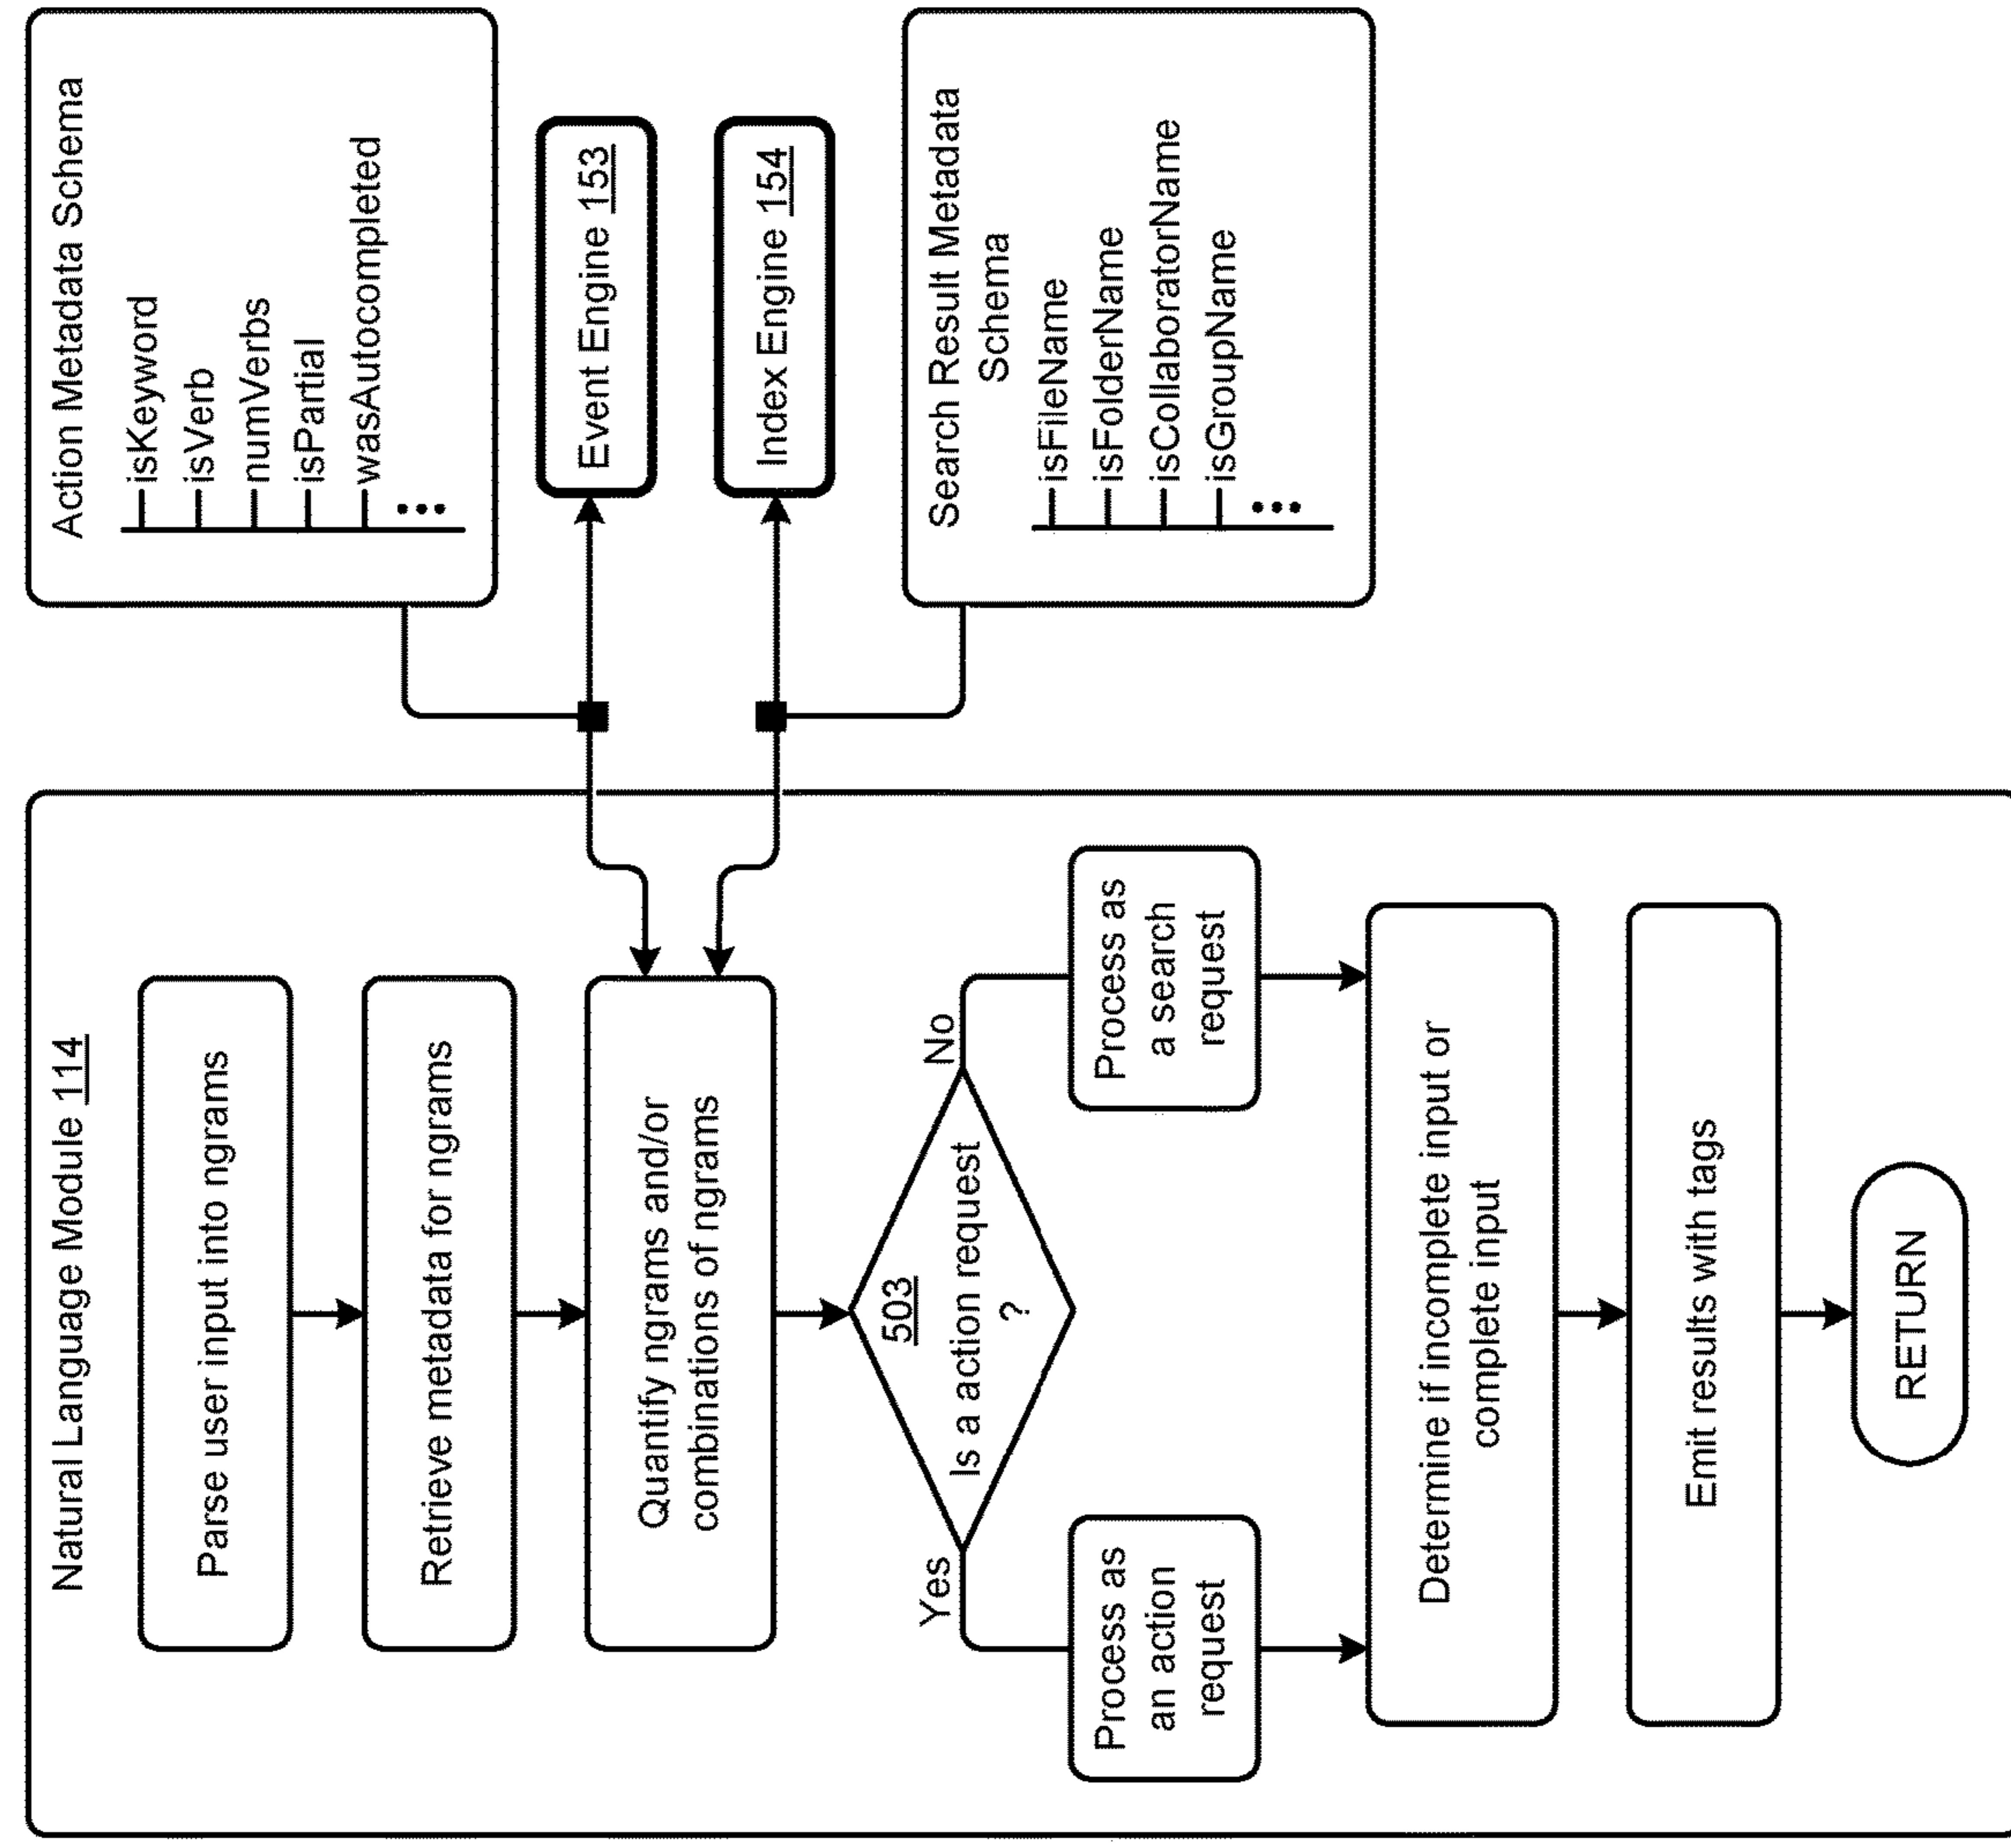 Natural Language Module 114
Parse user input into ngrams
Retrieve metadata for ngrams
Quantify ngrams and/or
combinations of ngrams
503
Is a action request
?
Yes
No
Process as
an action
request
Process as
a search
request
Determine if incomplete input or
complete input
Emit results with tags
RETURN
Action Metadata Schema
isKeyword
isVerb
numVerbs
isPartial
wasAutocompleted
...
Event Engine 153
Index Engine 154
Search Result Metadata
Schema
isFileName
isFolderName
isCollaboratorName
isGroupName
...